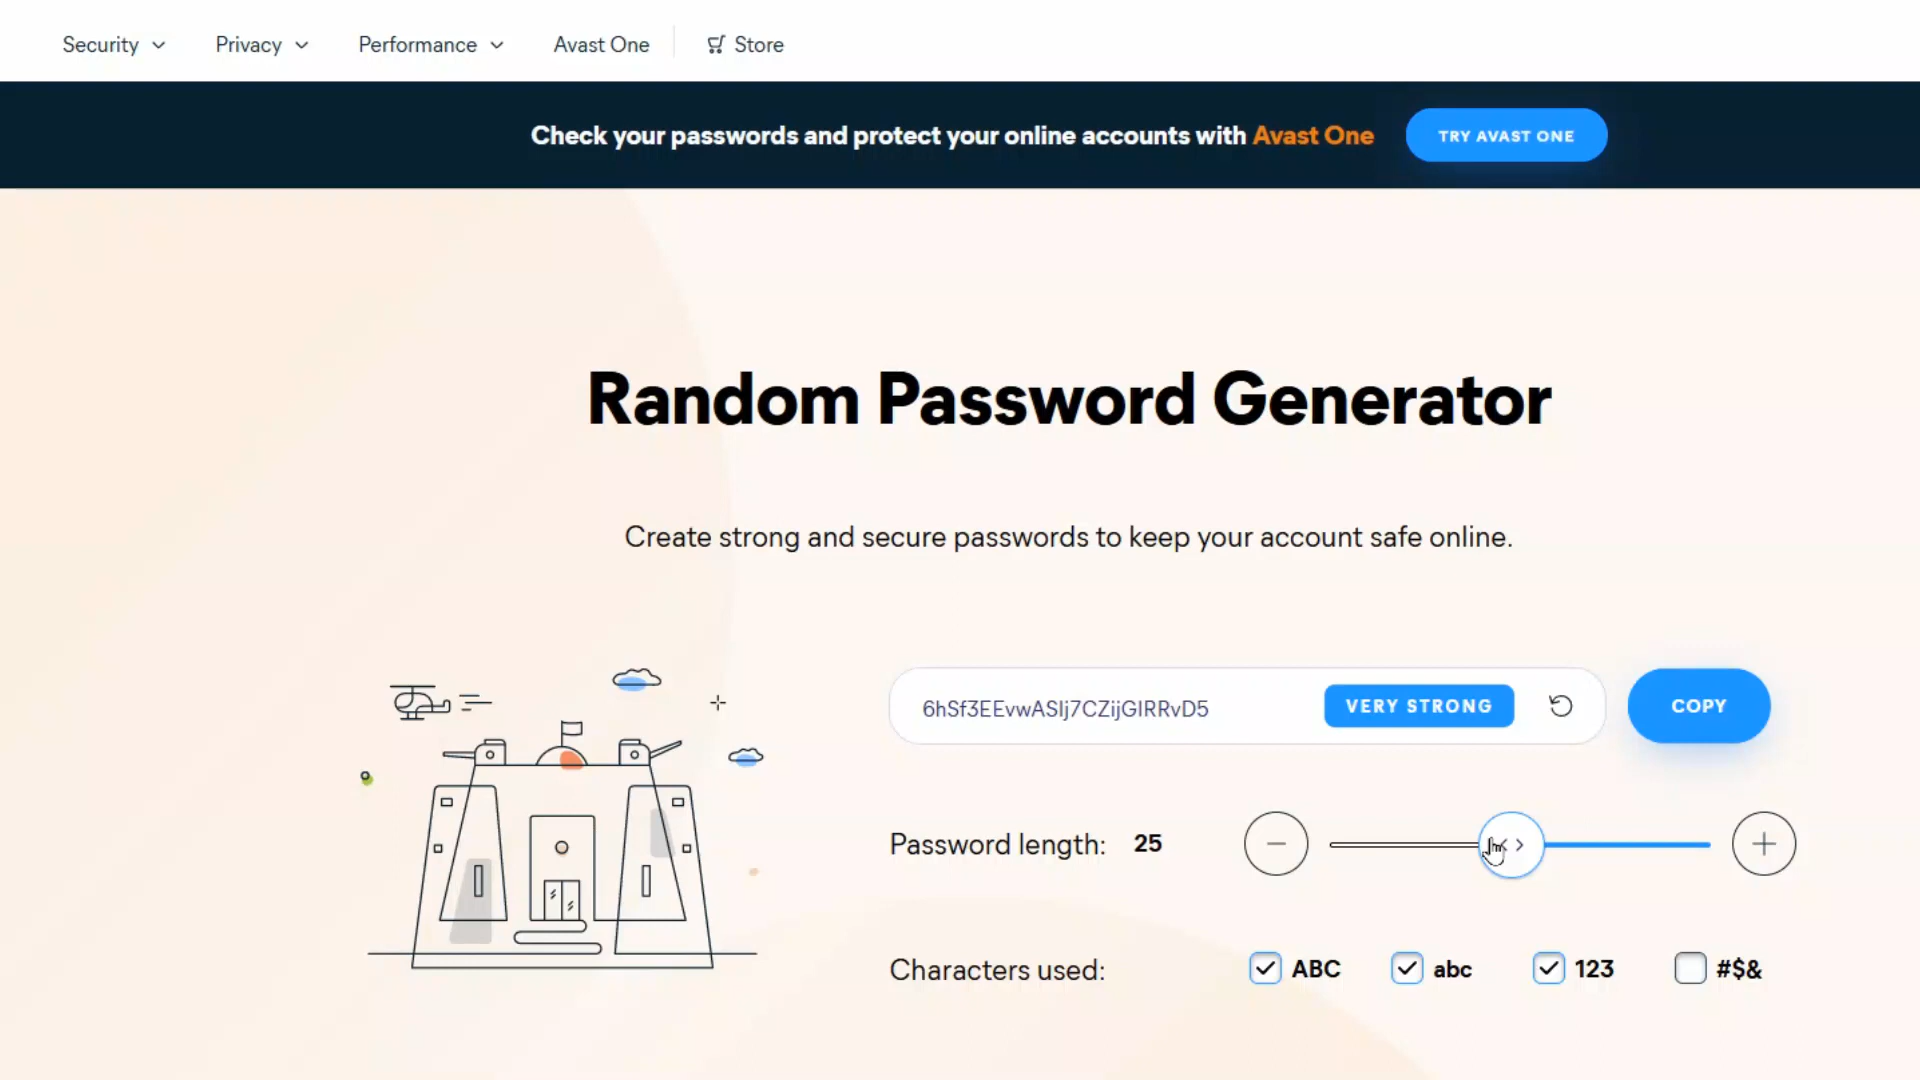 Security Privacy Performance Avast One Store
Check your passwords and protect your online accounts with Avast One TRY AVAST ONE
Random Password Generator
Create strong and secure passwords to keep your account safe online.
6hSf3EEvwASlj7CZijGIRRvD5 VERY STRONG COPY
Password length: 25
Characters used: ABC abc 123 #$&